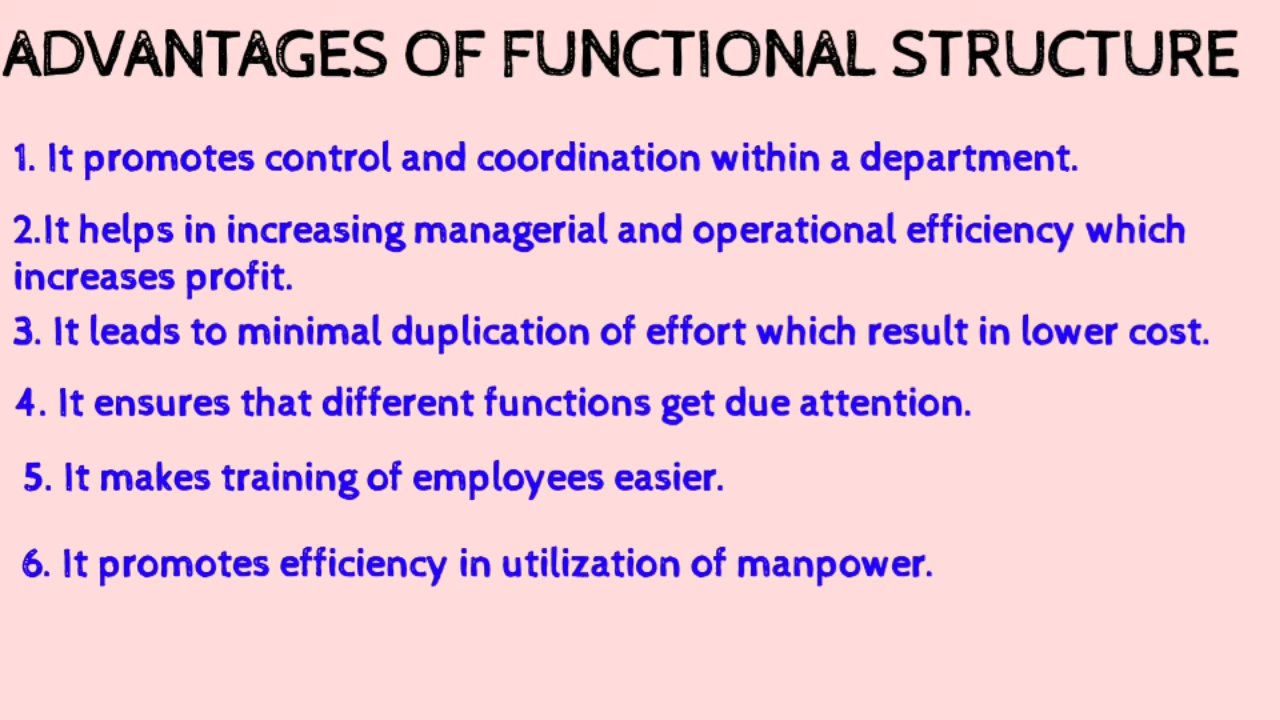 ADVANTAGES OF FUNCTIONAL STRUCTURE
1. It promotes control and coordination within a department.
2.It helps in increasing managerial and operational efficiency which
increases profit.
3. It leads to minimal duplication of effort which result in lower cost.
4. It ensures that different functions get due attention.
5. It makes training of employees easier.
6. It promotes efficiency in utilization of manpower.